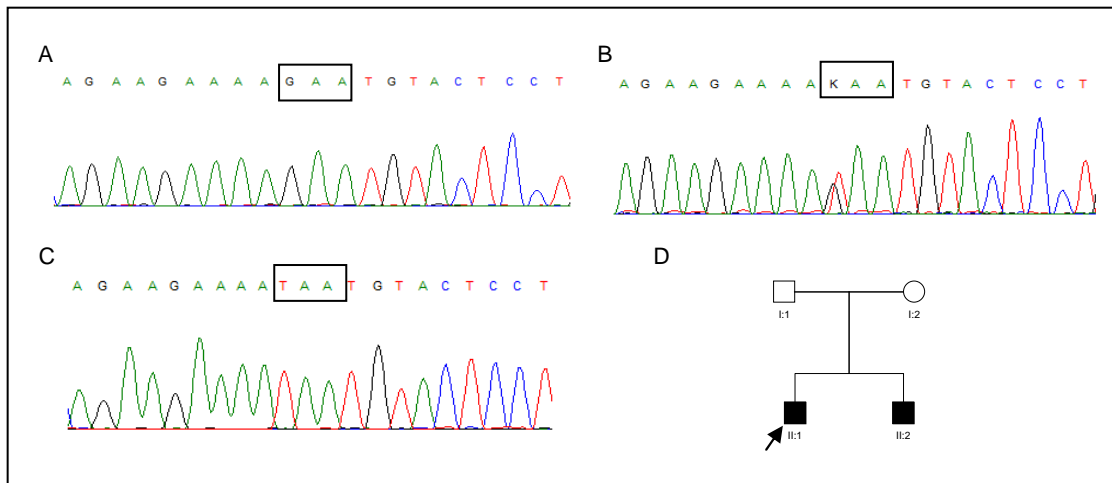 A
A G A A G A A A A G A A T G T A C T C C T
B
A G A A G A A A A K A A T G T A C T C C T
C
A G A A G A A A A T A A T G T A C T C C T
D
I:1 I:2
II:1 II:2